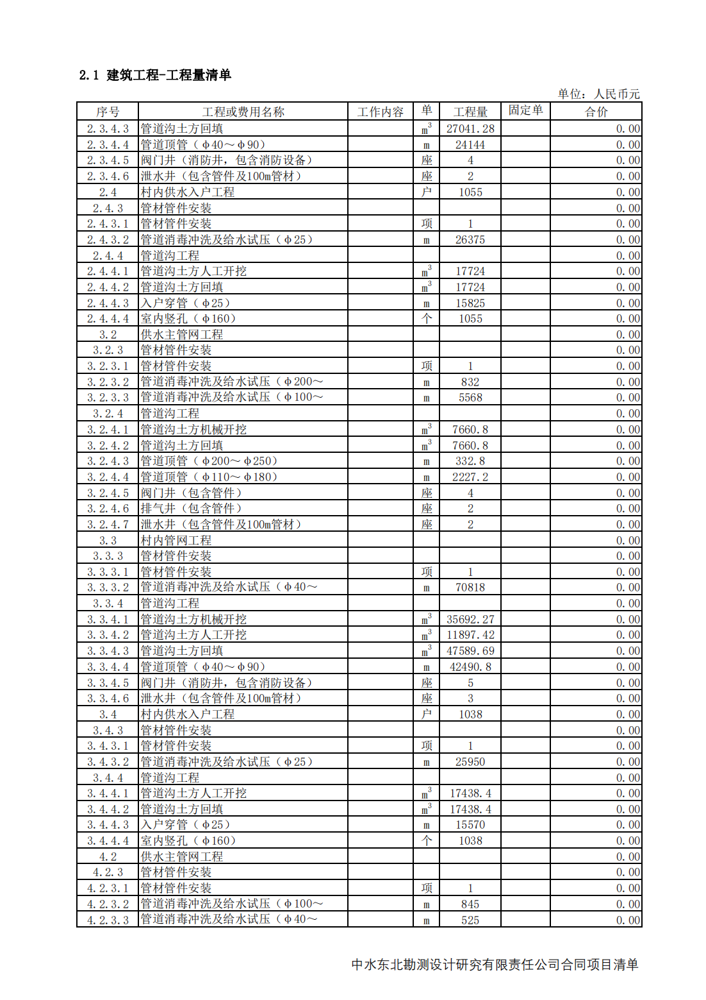 2.1 建筑工程-工程量清单
单位：人民币元
序号 工程或费用名称 工作内容 单 工程量 固定单 合价
2.3.4.3 管道沟土方回填 m³ 27041.28 0.00
2.3.4.4 管道顶管（φ40～φ90） m 24144 0.00
2.3.4.5 阀门井（消防井，包含消防设备） 座 4 0.00
2.3.4.6 泄水井（包含管件及100m管材） 座 2 0.00
2.4 村内供水入户工程 户 1055 0.00
2.4.3 管材管件安装 0.00
2.4.3.1 管材管件安装 项 1 0.00
2.4.3.2 管道消毒冲洗及给水试压（φ25） m 26375 0.00
2.4.4 管道沟工程 0.00
2.4.4.1 管道沟土方人工开挖 m³ 17724 0.00
2.4.4.2 管道沟土方回填 m³ 17724 0.00
2.4.4.3 入户穿管（φ25） m 15825 0.00
2.4.4.4 室内竖孔（φ160） 个 1055 0.00
3.2 供水主管网工程 0.00
3.2.3 管材管件安装 0.00
3.2.3.1 管材管件安装 项 1 0.00
3.2.3.2 管道消毒冲洗及给水试压（φ200～ m 832 0.00
3.2.3.3 管道消毒冲洗及给水试压（φ100～ m 5568 0.00
3.2.4 管道沟工程 0.00
3.2.4.1 管道沟土方机械开挖 m³ 7660.8 0.00
3.2.4.2 管道沟土方回填 m³ 7660.8 0.00
3.2.4.3 管道顶管（φ200～φ250） m 332.8 0.00
3.2.4.4 管道顶管（φ110～φ180） m 2227.2 0.00
3.2.4.5 阀门井（包含管件） 座 4 0.00
3.2.4.6 排气井（包含管件） 座 2 0.00
3.2.4.7 泄水井（包含管件及100m管材） 座 2 0.00
3.3 村内管网工程 0.00
3.3.3 管材管件安装 0.00
3.3.3.1 管材管件安装 项 1 0.00
3.3.3.2 管道消毒冲洗及给水试压（φ40～ m 70818 0.00
3.3.4 管道沟工程 0.00
3.3.4.1 管道沟土方机械开挖 m³ 35692.27 0.00
3.3.4.2 管道沟土方人工开挖 m³ 11897.42 0.00
3.3.4.3 管道沟土方回填 m³ 47589.69 0.00
3.3.4.4 管道顶管（φ40～φ90） m 42490.8 0.00
3.3.4.5 阀门井（消防井，包含消防设备） 座 5 0.00
3.3.4.6 泄水井（包含管件及100m管材） 座 3 0.00
3.4 村内供水入户工程 户 1038 0.00
3.4.3 管材管件安装 0.00
3.4.3.1 管材管件安装 项 1 0.00
3.4.3.2 管道消毒冲洗及给水试压（φ25） m 25950 0.00
3.4.4 管道沟工程 0.00
3.4.4.1 管道沟土方人工开挖 m³ 17438.4 0.00
3.4.4.2 管道沟土方回填 m³ 17438.4 0.00
3.4.4.3 入户穿管（φ25） m 15570 0.00
3.4.4.4 室内竖孔（φ160） 个 1038 0.00
4.2 供水主管网工程 0.00
4.2.3 管材管件安装 0.00
4.2.3.1 管材管件安装 项 1 0.00
4.2.3.2 管道消毒冲洗及给水试压（φ100～ m 845 0.00
4.2.3.3 管道消毒冲洗及给水试压（φ40～ m 525 0.00
中水东北勘测设计研究有限责任公司合同项目清单